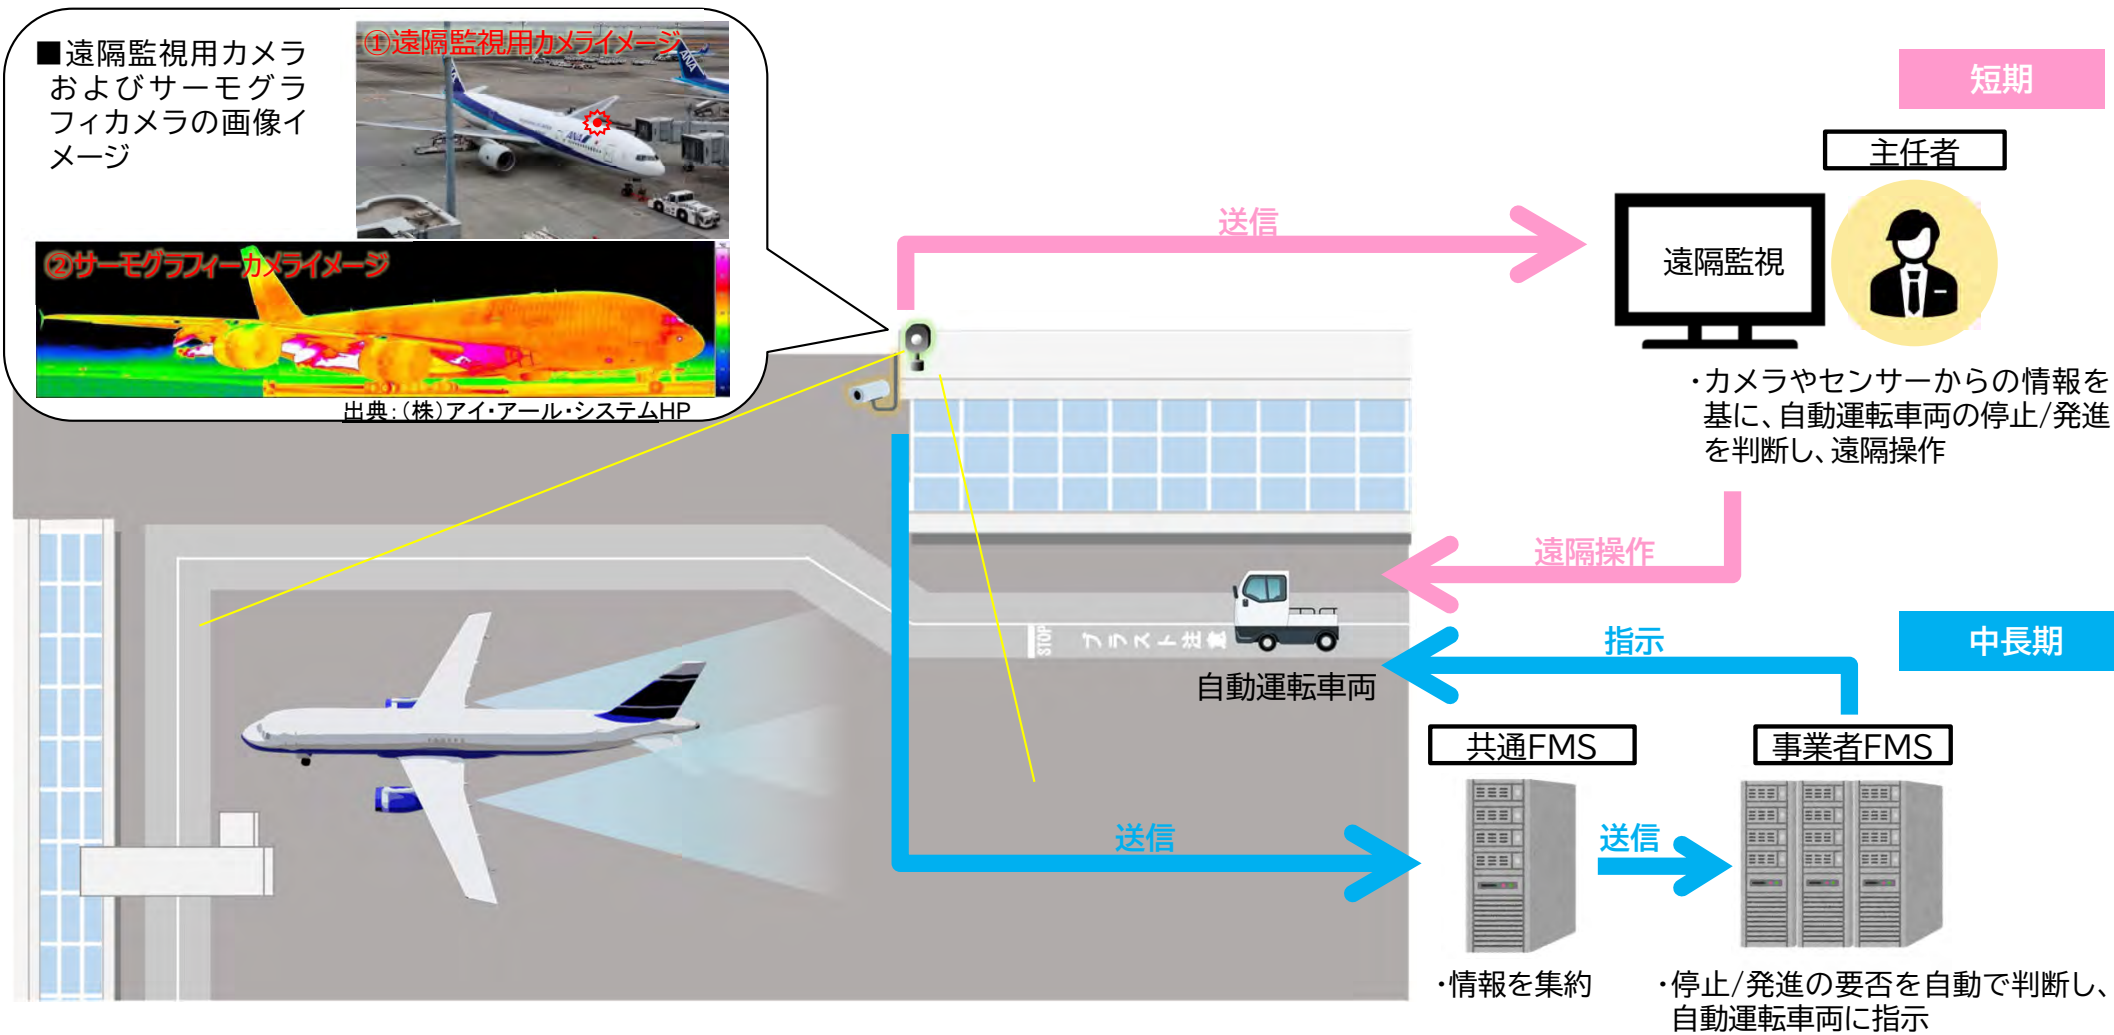 ■遠隔監視用カメラ
およびサーモグラ
フィカメラの画像イ
メージ
①遠隔監視用カメライメージ
ANA
ANA
②サーモグラフィーカメライメージ
出典：（株）アイ・アール・システムHP
短期
主任者
送信
遠隔監視
・カメラやセンサーからの情報を
基に、自動運転車両の停止/発進
を判断し、遠隔操作
遠隔操作
STOP
ブラスト注意
自動運転車両
指示
中長期
共通FMS
事業者FMS
送信
送信
・情報を集約
・停止/発進の要否を自動で判断し、
自動運転車両に指示